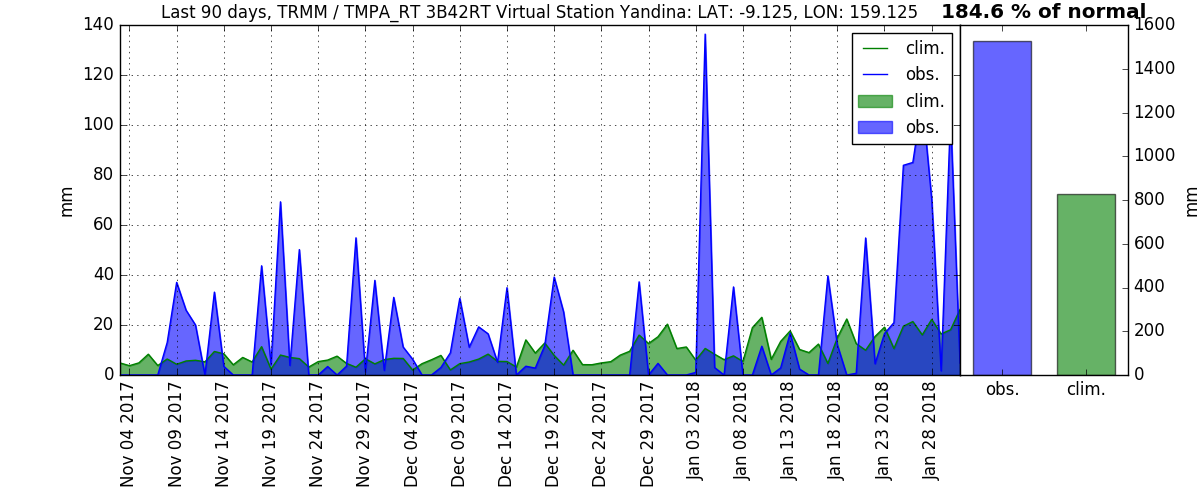 Last 90 days, TRMM / TMPA_RT 3B42RT Virtual Station Yandina: LAT: -9.125, LON: 159.125
184.6 % of normal
140
120
100
80
60
40
20
0
mm
clim.
obs.
clim.
obs.
1600
1400
1200
1000
800
600
400
200
0
mm
obs.
clim.
Nov 04 2017
Nov 09 2017
Nov 14 2017
Nov 19 2017
Nov 24 2017
Nov 29 2017
Dec 04 2017
Dec 09 2017
Dec 14 2017
Dec 19 2017
Dec 24 2017
Dec 29 2017
Jan 03 2018
Jan 08 2018
Jan 13 2018
Jan 18 2018
Jan 23 2018
Jan 28 2018